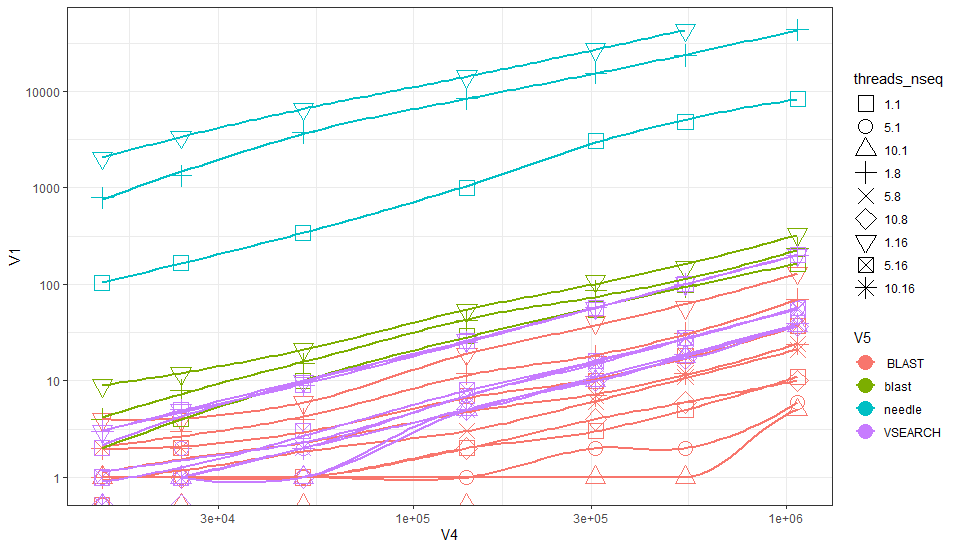 V1
10000
1000
100
10
1
3e+04
1e+05
3e+05
1e+06
V4
threads_nseq
1.1
5.1
10.1
1.8
5.8
10.8
1.16
5.16
10.16
V5
BLAST
blast
needle
VSEARCH